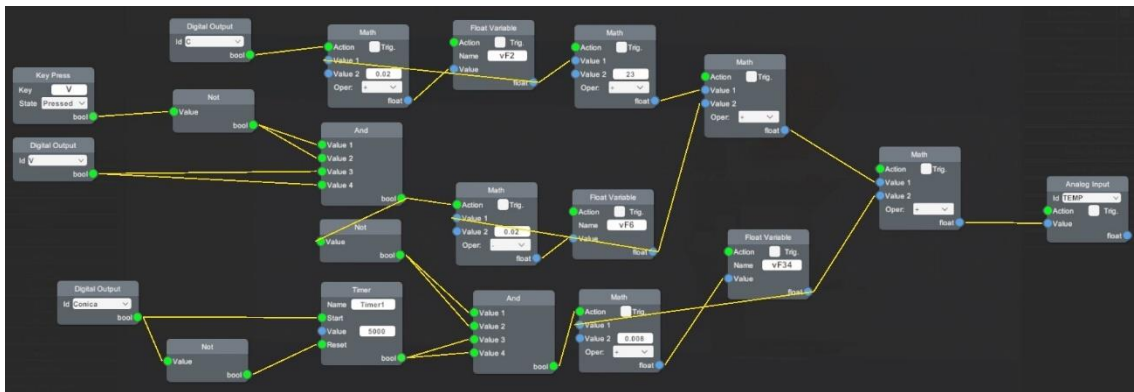 Digital Output
Id C
bool
Math
Action Trig.
Value 1
Value 2 0.02
Oper:
float
Float Variable
Action Trig.
Name vF2
Value
float
Math
Action Trig.
Value 1
Value 2 23
Oper:
float
Math
Action Trig.
Value 1
Value 2
Oper:
float
Key Press
Key V
State Pressed
bool
Not
Value
bool
Digital Output
Id V
bool
And
Value 1
Value 2
Value 3
Value 4
bool
Math
Action Trig.
Value 1
Value 2 0.02
Oper:
float
Float Variable
Action Trig.
Name vF6
Value
float
Math
Action Trig.
Value 1
Value 2
Oper:
float
Analog Input
Id TEMP
Action Trig.
Value
float
Not
Value
bool
Float Variable
Action Trig.
Name vF34
Value
float
Digital Output
Id Conica
bool
Not
Value
bool
Timer
Name Timer1
Start
Value 5000
Reset
bool
And
Value 1
Value 2
Value 3
Value 4
bool
Math
Action Trig.
Value 1
Value 2 0.008
Oper:
float